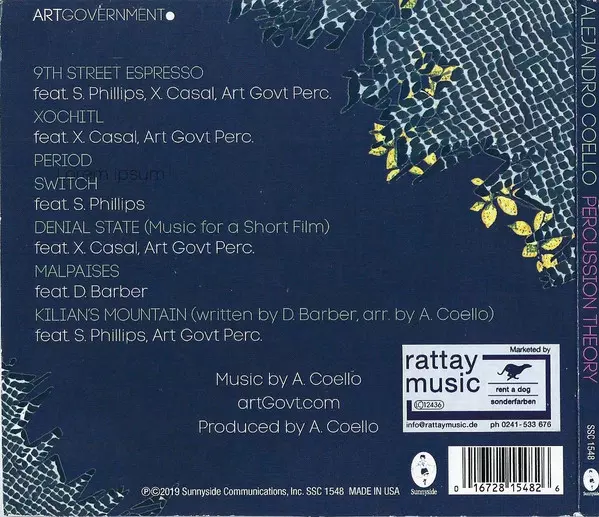 ARTGOVERNMENT
9TH STREET ESPRESSO
feat. S. Phillips, X. Casal, Art Govt Perc.
XOCHITL
feat. X. Casal, Art Govt Perc.
PERIOD
Lorem ipsum
SWITCH
feat. S. Phillips
DENIAL STATE (Music for a Short Film)
feat. X. Casal, Art Govt Perc.
MALPAISES
feat. D. Barber
KILIAN'S MOUNTAIN (written by D. Barber, arr. by A. Coello)
feat. S. Phillips, Art Govt Perc.
Music by A. Coello
artGovt.com
Produced by A. Coello
Marketed by
rattay
music
rent a dog
sonderfarben
LC 12436
info@rattaymusic.de ph 0241-533 676
Sunnyside
0 16728 15482 6
Sunnyside
℗©2019 Sunnyside Communications, Inc. SSC 1548 MADE IN USA
ALEJANDRO COELLO PERCUSSION THEORY
SSC 1548
Sunnyside